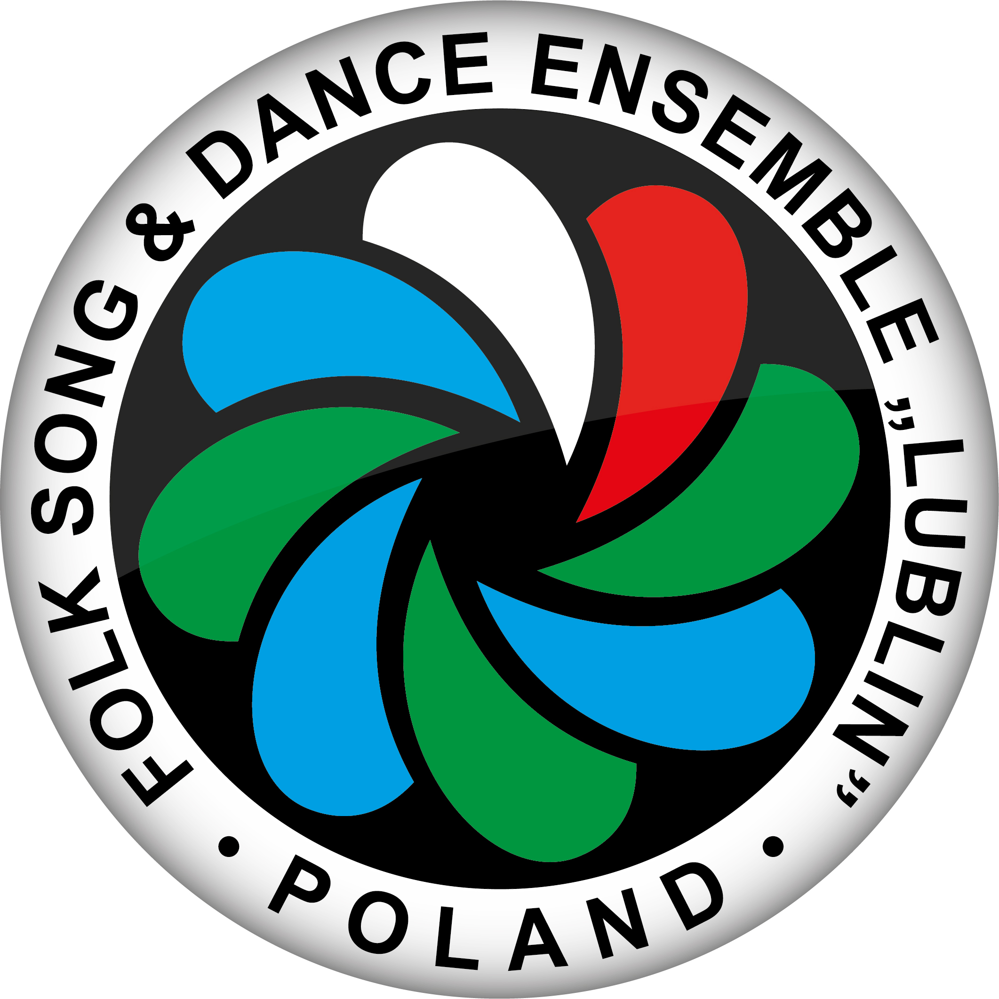 FOLK SONG & DANCE ENSEMBLE „LUBLIN”
• POLAND •